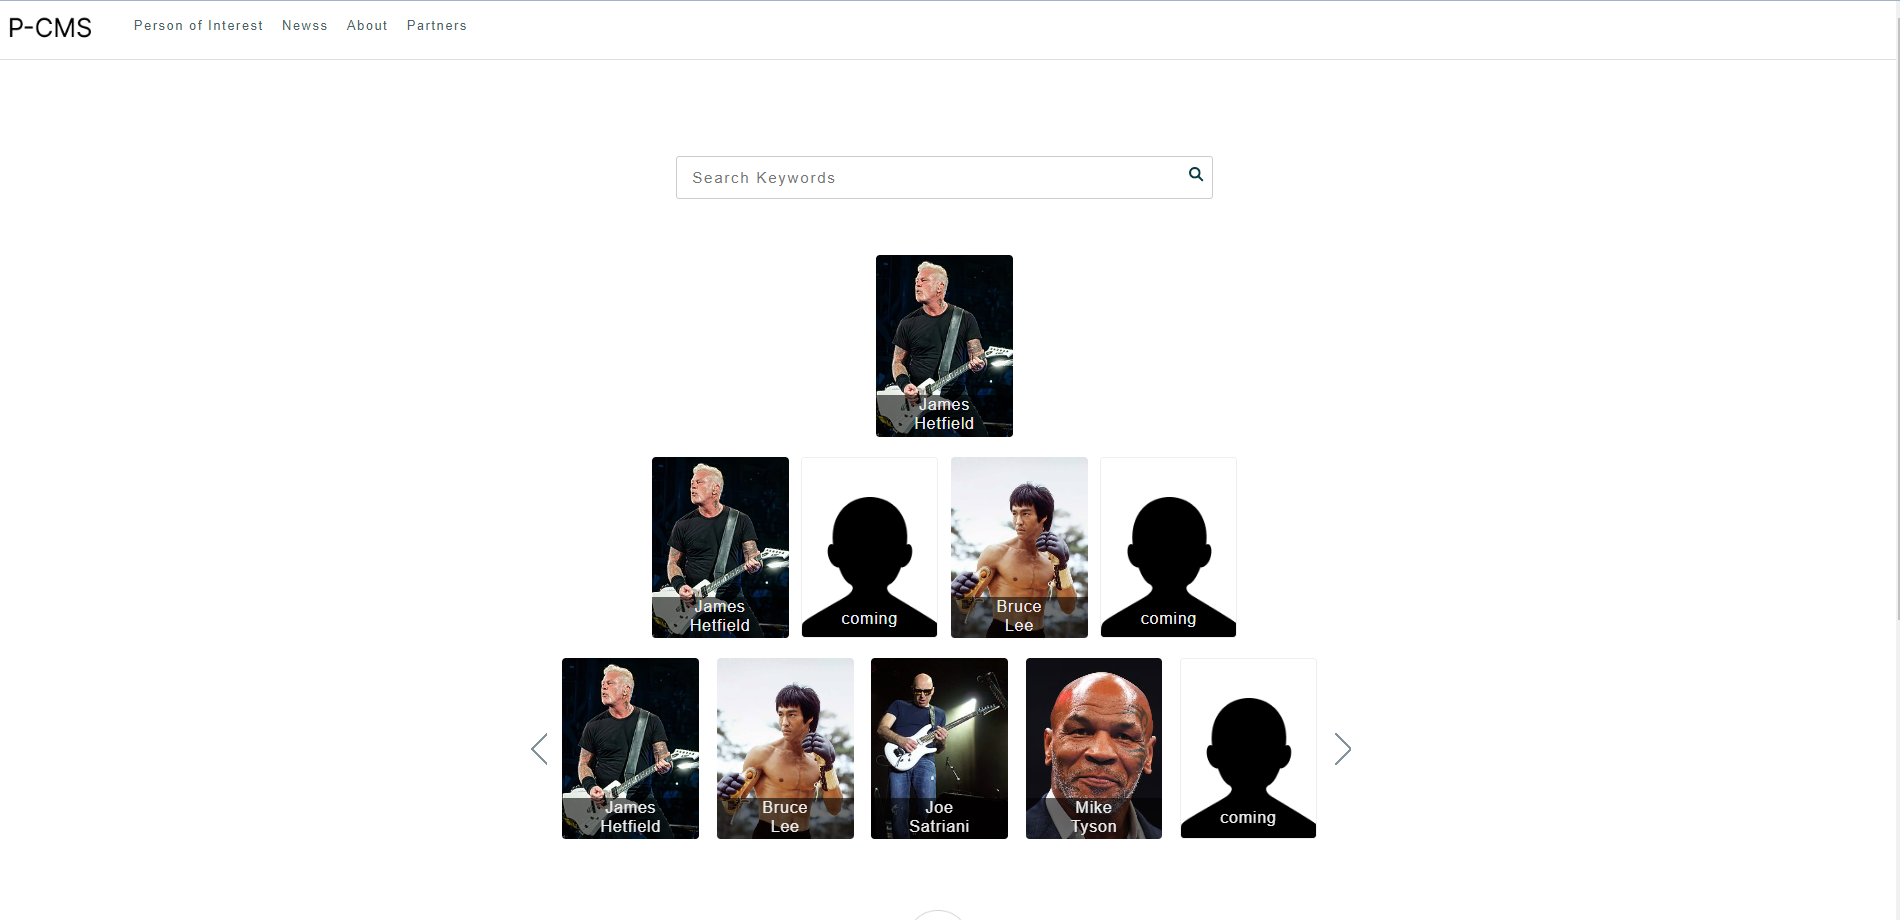 P-CMS
Person of Interest
Newss
About
Partners
Search Keywords
James
Hetfield
James
Hetfield
coming
Bruce
Lee
coming
James
Hetfield
Bruce
Lee
Joe
Satriani
Mike
Tyson
coming